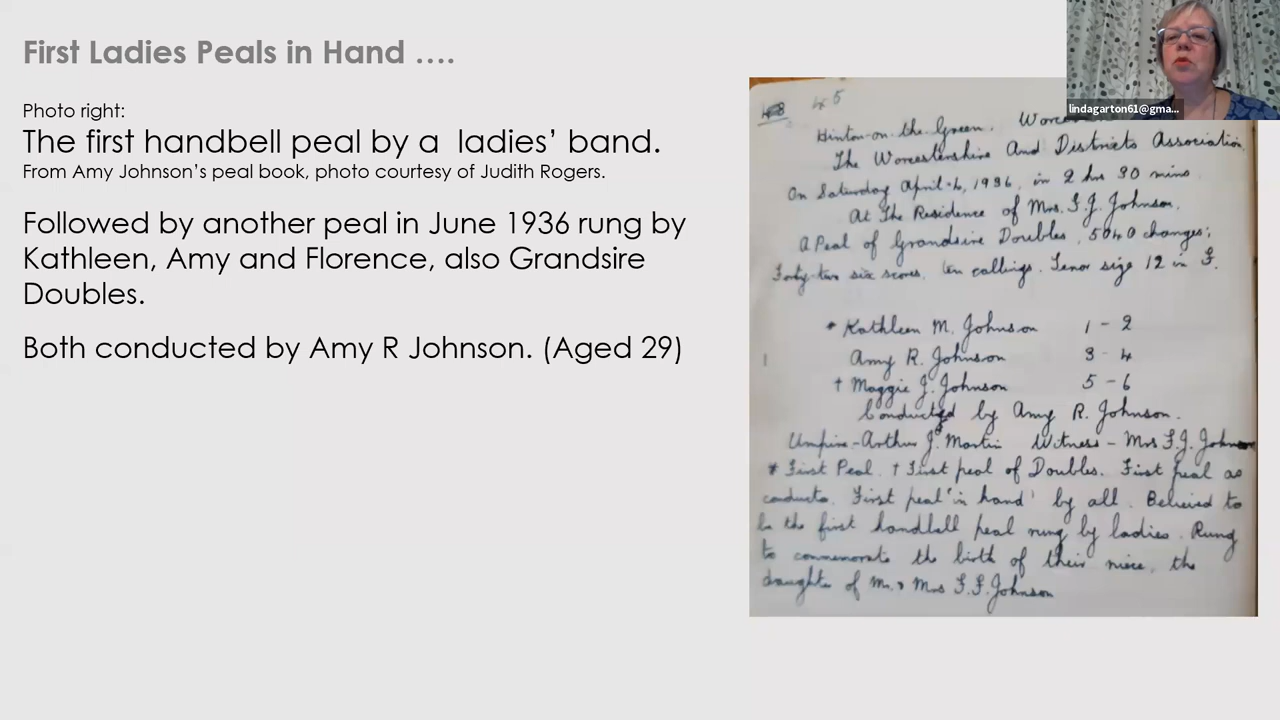 First Ladies Peals in Hand ….
Photo right:
The first handbell peal by a ladies’ band.
From Amy Johnson’s peal book, photo courtesy of Judith Rogers.
Followed by another peal in June 1936 rung by
Kathleen, Amy and Florence, also Grandsire
Doubles.
Both conducted by Amy R Johnson. (Aged 29)
lindagarton61@gma...
45
Hinton-on-the-Green.
The Worcestershire And Districts Association.
On Saturday April 1936, in 2 hrs 30 mins.
At The Residence of Mrs. F.J. Johnson.
A Peal of Grandsire Doubles, 5040 changes;
Forty-two six scores, ten callings. Tenor size 12 in F.
* Kathleen M. Johnson 1 - 2
Amy R. Johnson 3 - 4
† Maggie J. Johnson 5 - 6
Conducted by Amy R. Johnson.
Umpire - Arthur J. Martin Witness - Mrs F.J. Johnson
* First Peal. † First peal of Doubles. First peal as
conducto. First peal 'in hand' by all. Believed to
be the first handbell peal rung by ladies. Rung
to commemorate the birth of their niece, the
daughter of Mr. & Mrs F.F. Johnson